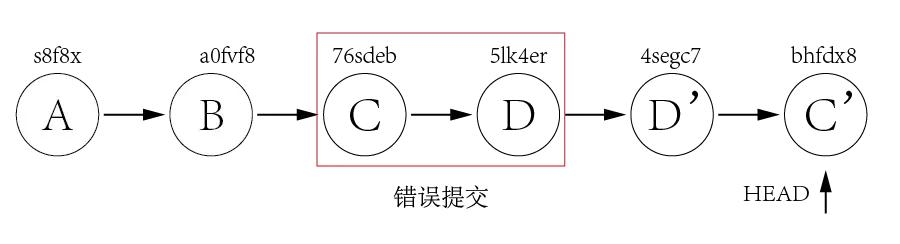 s8f8x a0fvf8 76sdeb 5lk4er 4segc7 bhfdx8
A B C D D’ C’
错误提交
HEAD